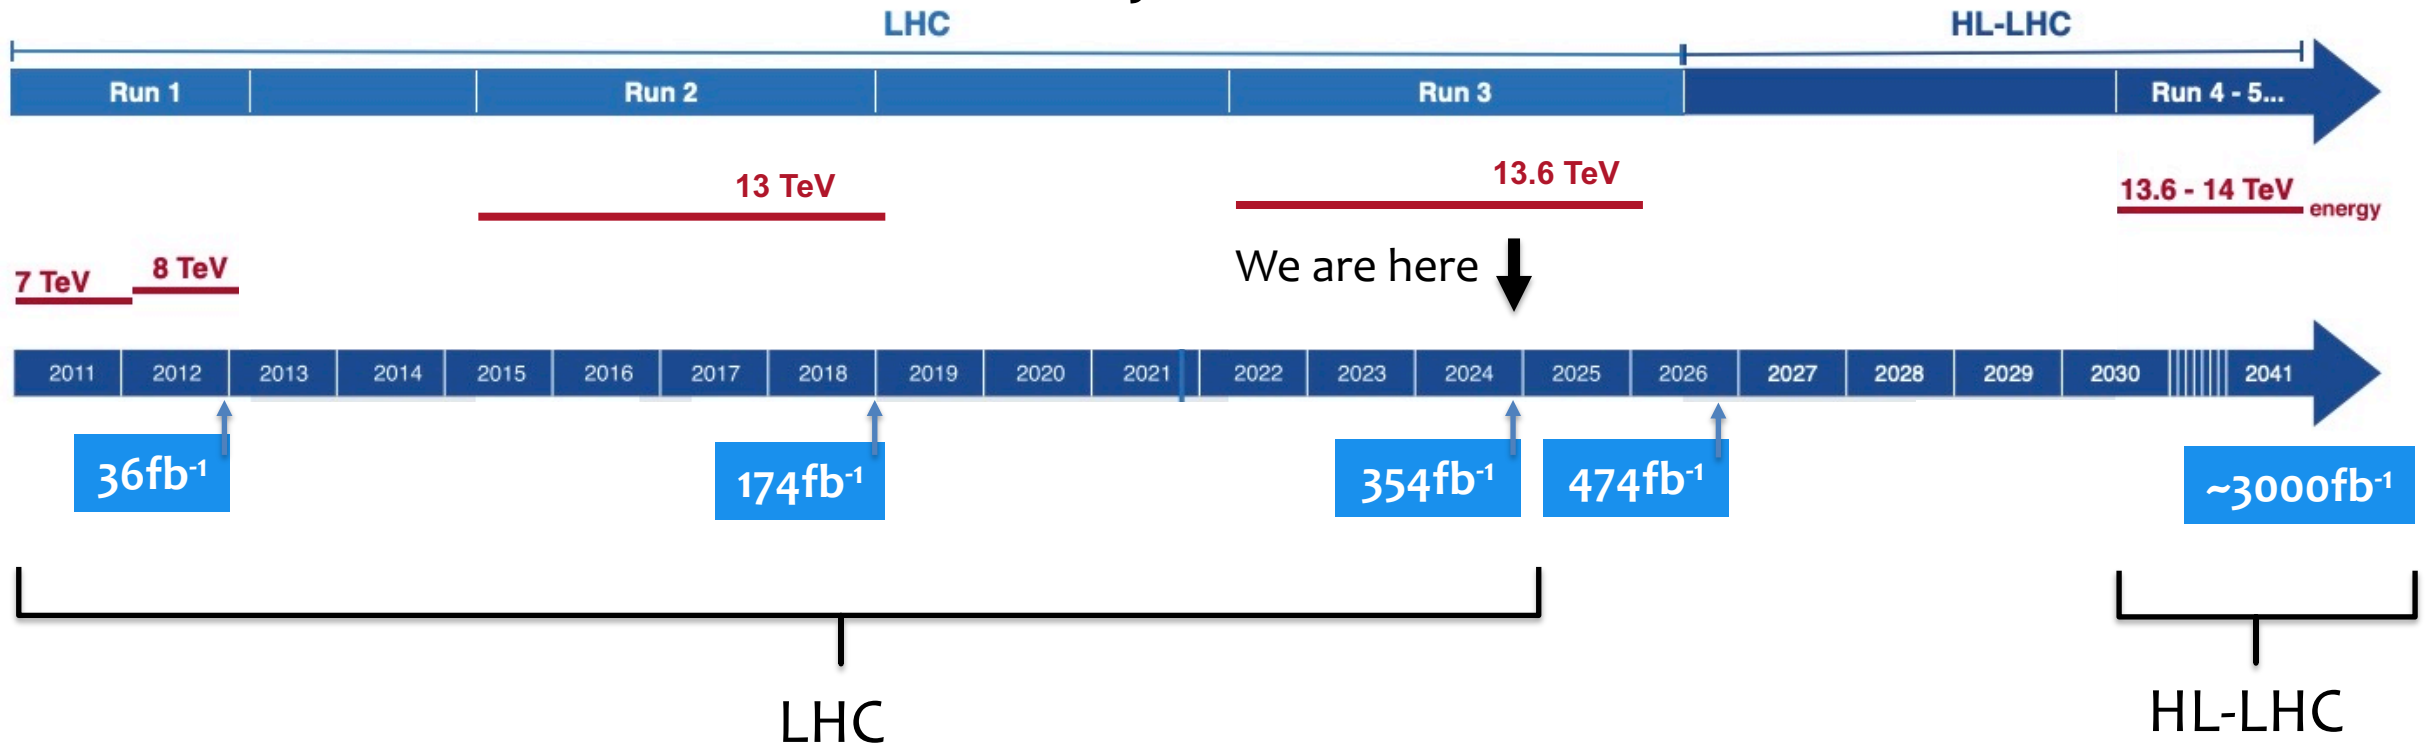 LHC
HL-LHC
Run 1
Run 2
Run 3
Run 4 - 5...
13 TeV
13.6 TeV
13.6 - 14 TeV
energy
7 TeV
8 TeV
We are here
2011 2012 2013 2014 2015 2016 2017 2018 2019 2020 2021 2022 2023 2024 2025 2026 2027 2028 2029 2030 2041
36fb⁻¹
174fb⁻¹
354fb⁻¹
474fb⁻¹
~3000fb⁻¹
LHC
HL-LHC